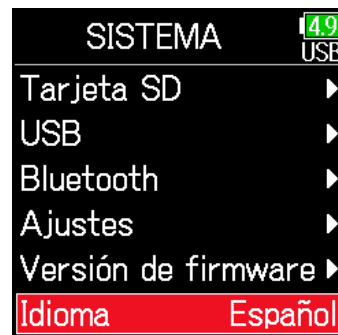 SISTEMA
4.9
USB
Tarjeta SD
USB
Bluetooth
Ajustes
Versión de firmware
Idioma Español